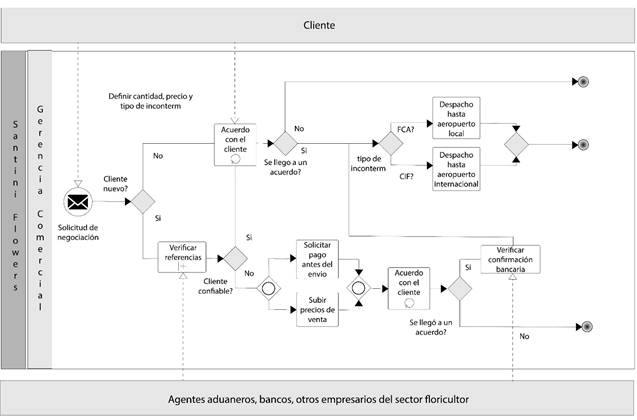 Cliente
Santini Flowers
Gerencia Comercial
Definir cantidad, precio y
tipo de inconterm
Acuerdo
con el
cliente
No
Si
Se llego a un
acuerdo?
tipo de
inconterm
FCA?
CIF?
Despacho
hasta
aeropuerto
local
Despacho
hasta
aeropuerto
Internacional
Cliente
nuevo?
No
Si
Solicitud de
negociación
Verificar
referencias
Cliente
confiable?
Si
No
Solicitar
pago
antes del
envio
Subir
precios de
venta
Acuerdo
con el
cliente
Si
Se llegó a un
acuerdo?
No
Verificar
confirmación
bancaria
Agentes aduaneros, bancos, otros empresarios del sector floricultor